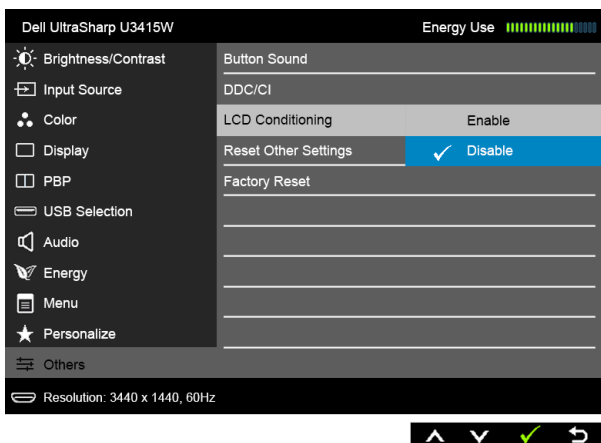 Dell UltraSharp U3415W
Energy Use
Brightness/Contrast
Button Sound
Input Source
DDC/CI
Color
LCD Conditioning
Enable
Display
Reset Other Settings
Disable
PBP
Factory Reset
USB Selection
Audio
Energy
Menu
Personalize
Others
Resolution: 3440 x 1440, 60Hz